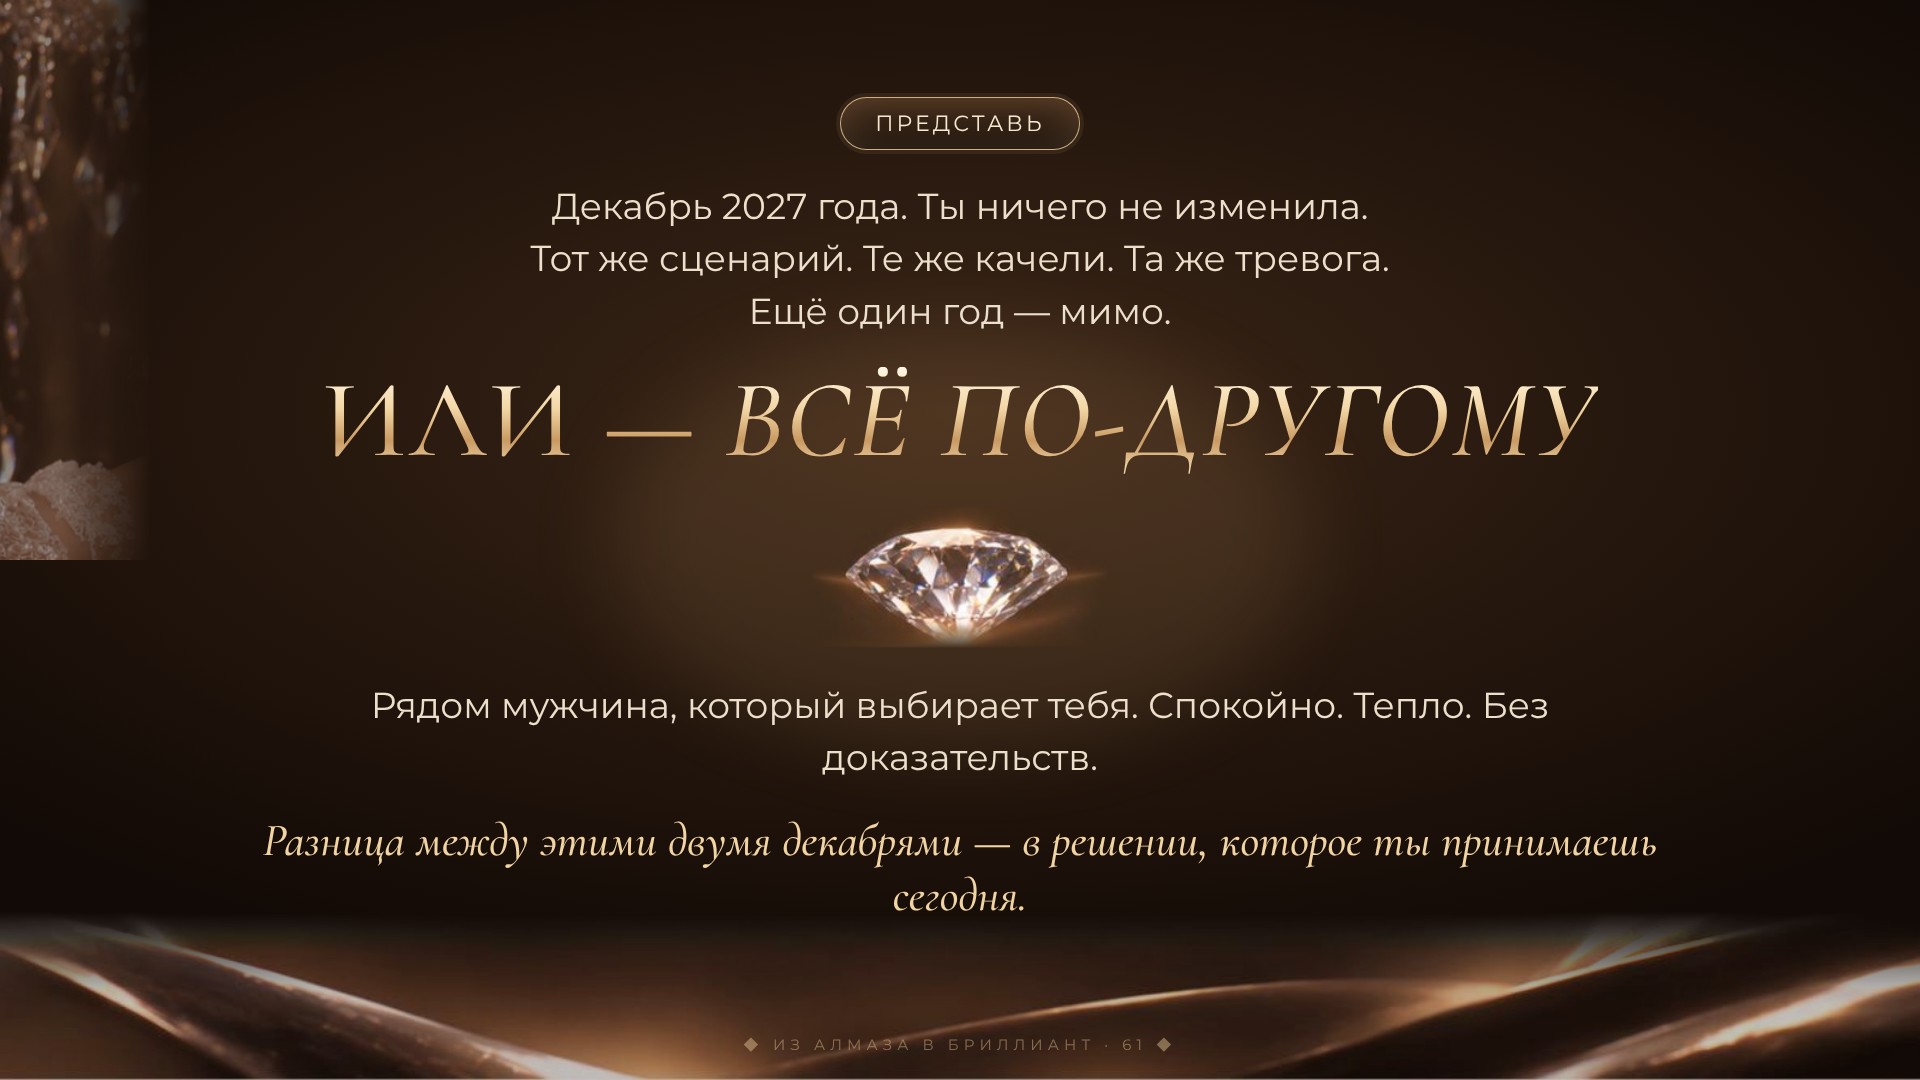 ПРЕДСТАВЬ
Декабрь 2027 года. Ты ничего не изменила.
Тот же сценарий. Те же качели. Та же тревога.
Ещё один год — мимо.
ИЛИ — ВСЁ ПО-ДРУГОМУ
Рядом мужчина, который выбирает тебя. Спокойно. Тепло. Без
доказательств.
Разница между этими двумя декабрями — в решении, которое ты принимаешь
сегодня.
◆ ИЗ АЛМАЗА В БРИЛЛИАНТ · 61 ◆